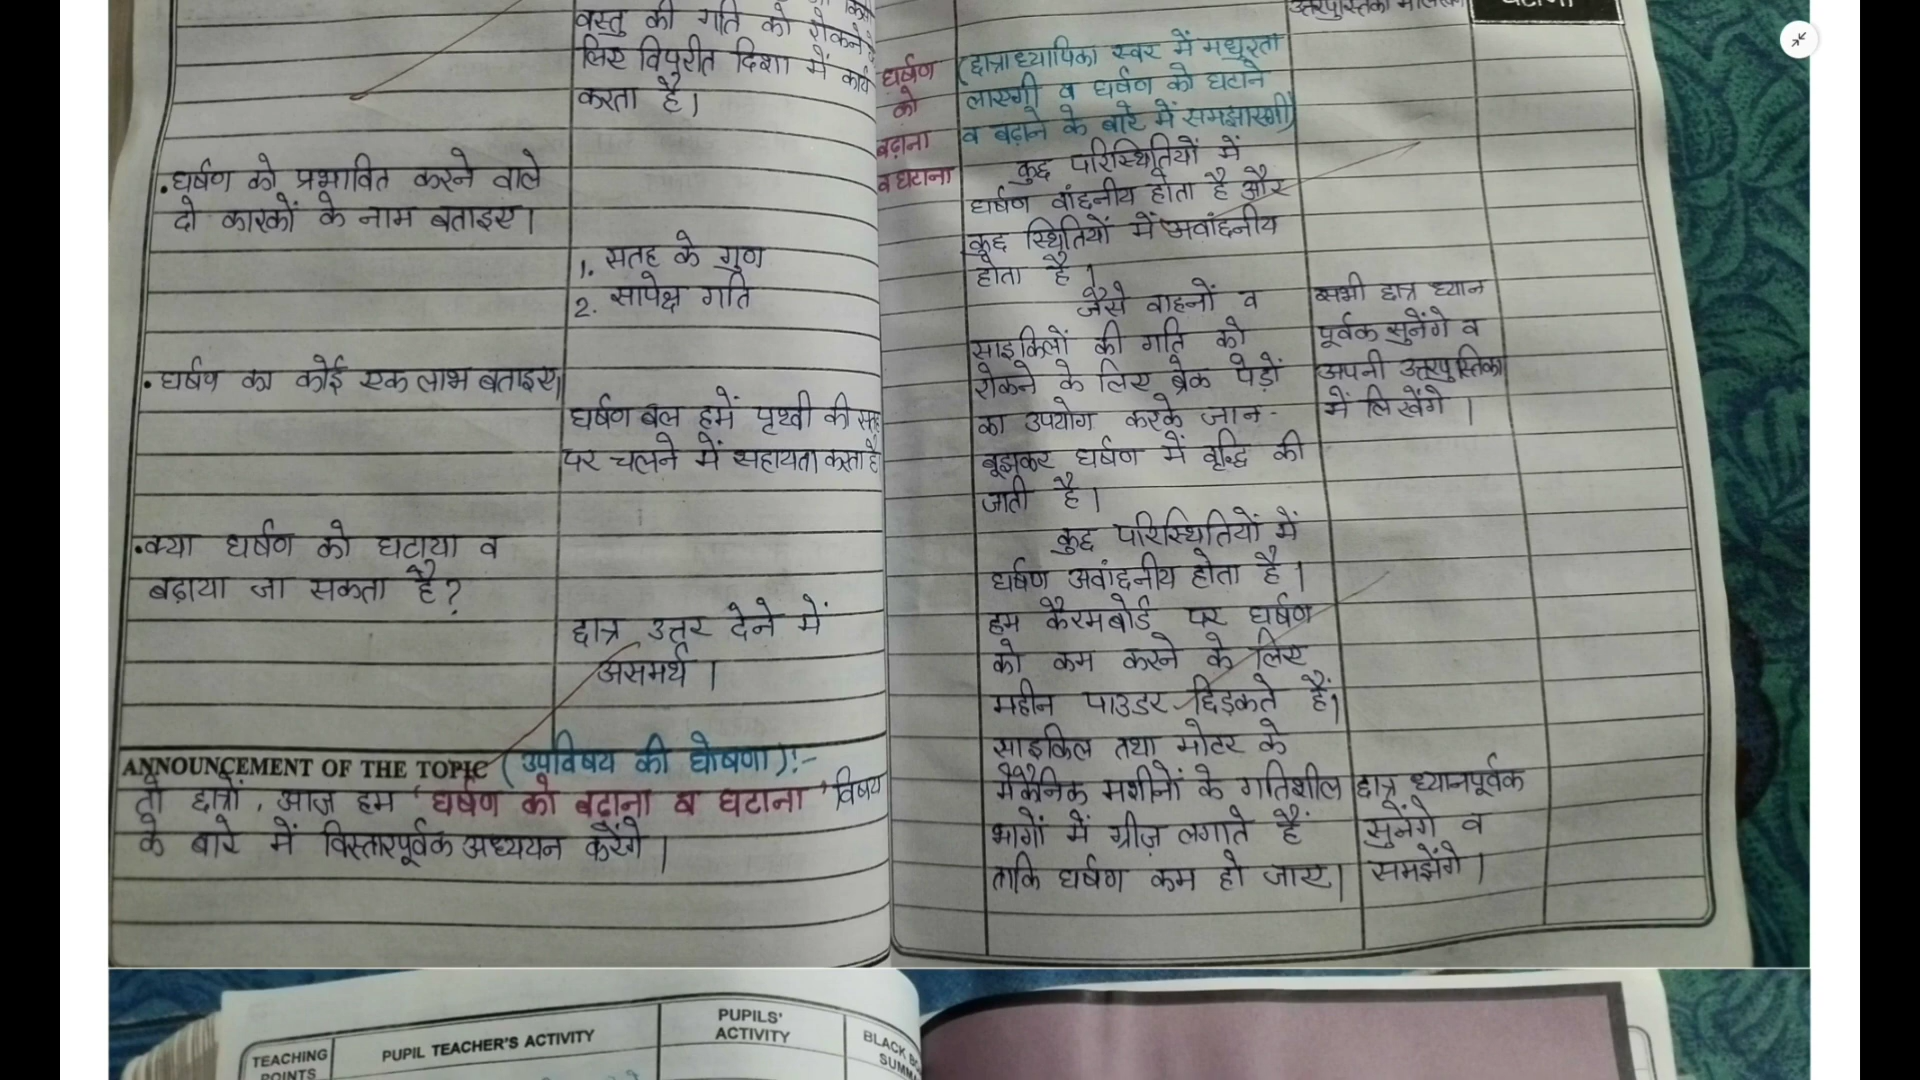 वस्तु की गति को रोकने के
लिए विपरीत दिशा में कार्य
करता है।
.घर्षण को प्रभावित करने वाले
दो कारकों के नाम बताइए।
1. सतह के गुण
2. सापेक्ष गति
. घर्षण का कोई एक लाभ बताइए।
घर्षण बल हमें पृथ्वी की सतह
पर चलने में सहायता करता है
.क्या घर्षण को घटाया व
बढ़ाया जा सकता है?
छात्र उत्तर देने में
असमर्थ।
ANNOUNCEMENT OF THE TOPIC (उपविषय की घोषणा):-
तो छात्रों, आज हम 'घर्षण को बढ़ाना व घटाना' विषय
के बारे में विस्तारपूर्वक अध्ययन करेंगे।
घर्षण
को
बढ़ाना
व घटाना
(छात्राध्यापिका स्वर में मधुरता
लाएगी व घर्षण को घटाने
व बढ़ाने के बारे में समझाएगी)
कुछ परिस्थितियों में
घर्षण वांछनीय होता है और
कुछ स्थितियों में अवांछनीय
होता है।
जैसे वाहनों व
साइकिलों की गति को
रोकने के लिए ब्रेक पेड़ों
का उपयोग करके जान-
बूझकर घर्षण में वृद्धि की
जाती है।
सभी छात्र ध्यान
पूर्वक सुनेंगे व
अपनी उत्तरपुस्तिका
में लिखेंगे।
कुछ परिस्थितियों में
घर्षण अवांछनीय होता है।
हम कैरमबोर्ड पर घर्षण
को कम करने के लिए
महीन पाउडर छिड़कते हैं।
साइकिल तथा मोटर के
मैकेनिक मशीनों के गतिशील
भागों में ग्रीज़ लगाते हैं
ताकि घर्षण कम हो जाए।
छात्र ध्यानपूर्वक
सुनेंगे व
समझेंगे।
TEACHING
POINTS
PUPIL TEACHER'S ACTIVITY
PUPILS'
ACTIVITY
BLACK